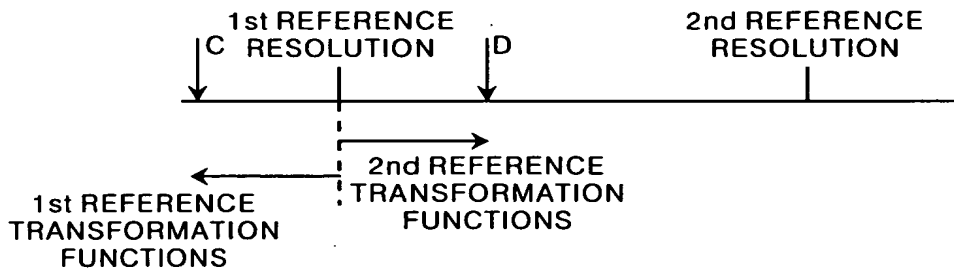 C
1st REFERENCE
RESOLUTION
D
2nd REFERENCE
RESOLUTION
2nd REFERENCE
TRANSFORMATION
FUNCTIONS
1st REFERENCE
TRANSFORMATION
FUNCTIONS